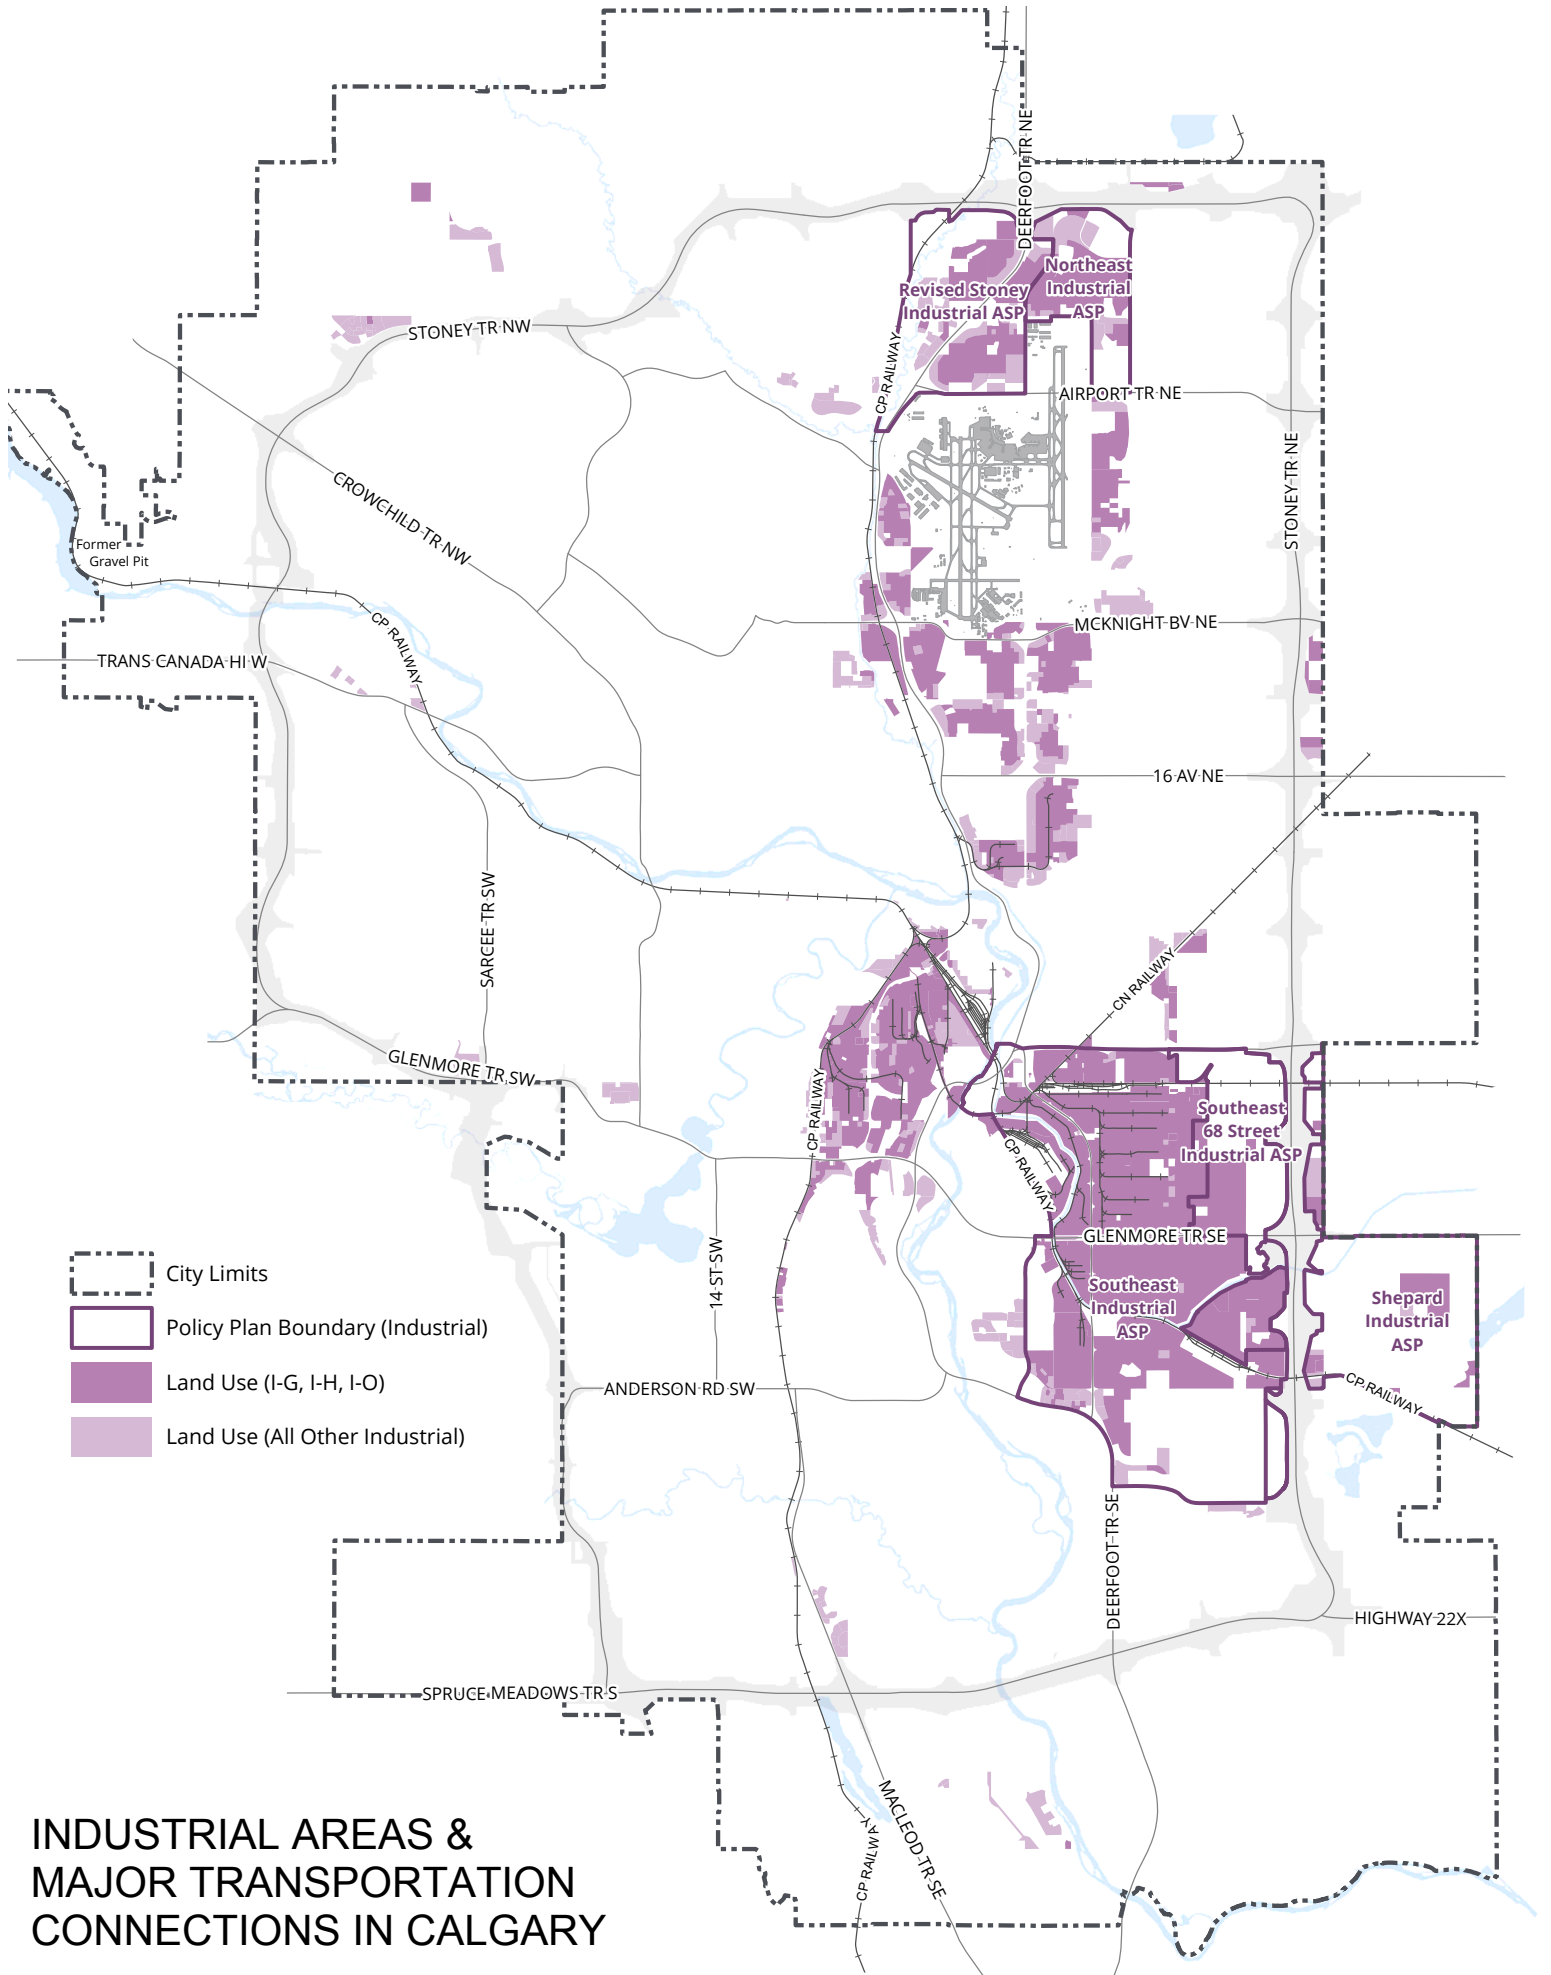 DEERFOOT TR NE
Northeast
Industrial
ASP
Revised Stoney
Industrial ASP
STONEY TR NW
CP RAILWAY
AIRPORT TR NE
STONEY TR NE
CROWCHILD TR NW
Former
Gravel Pit
CP RAILWAY
MCKNIGHT BV NE
TRANS CANADA HI W
16 AV NE
SARCEE TR SW
CN RAILWAY
GLENMORE TR SW
CP RAILWAY
Southeast
68 Street
Industrial ASP
CP RAILWAY
GLENMORE TR SE
14 ST SW
Southeast
Industrial
ASP
Shepard
Industrial
ASP
City Limits
Policy Plan Boundary (Industrial)
Land Use (I-G, I-H, I-O)
Land Use (All Other Industrial)
ANDERSON RD SW
CP RAILWAY
DEERFOOT TR SE
HIGHWAY 22X
SPRUCE MEADOWS TR S
MACLEOD TR SE
CP RAILWAY
INDUSTRIAL AREAS &
MAJOR TRANSPORTATION
CONNECTIONS IN CALGARY